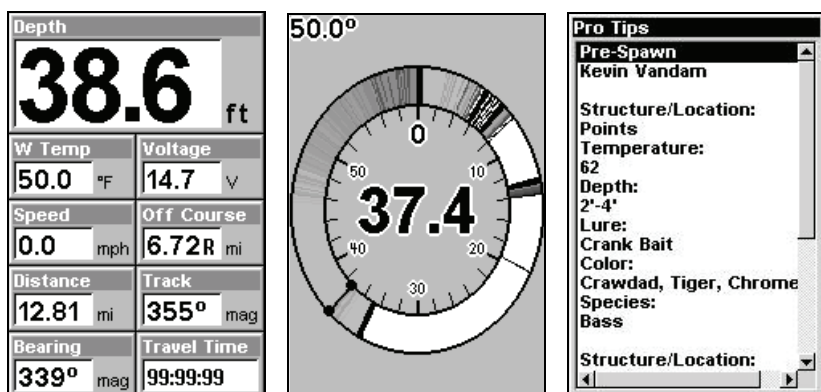 Depth
38.6 ft
W Temp Voltage
50.0 °F 14.7 V
Speed Off Course
0.0 mph 6.72R mi
Distance Track
12.81 mi 355º mag
Bearing Travel Time
339º mag 99:99:99
50.0º
0
50 10
37.4
40 20
30
Pro Tips
Pre-Spawn
Kevin Vandam
Structure/Location:
Points
Temperature:
62
Depth:
2'-4'
Lure:
Crank Bait
Color:
Crawdad, Tiger, Chrome
Species:
Bass
Structure/Location: